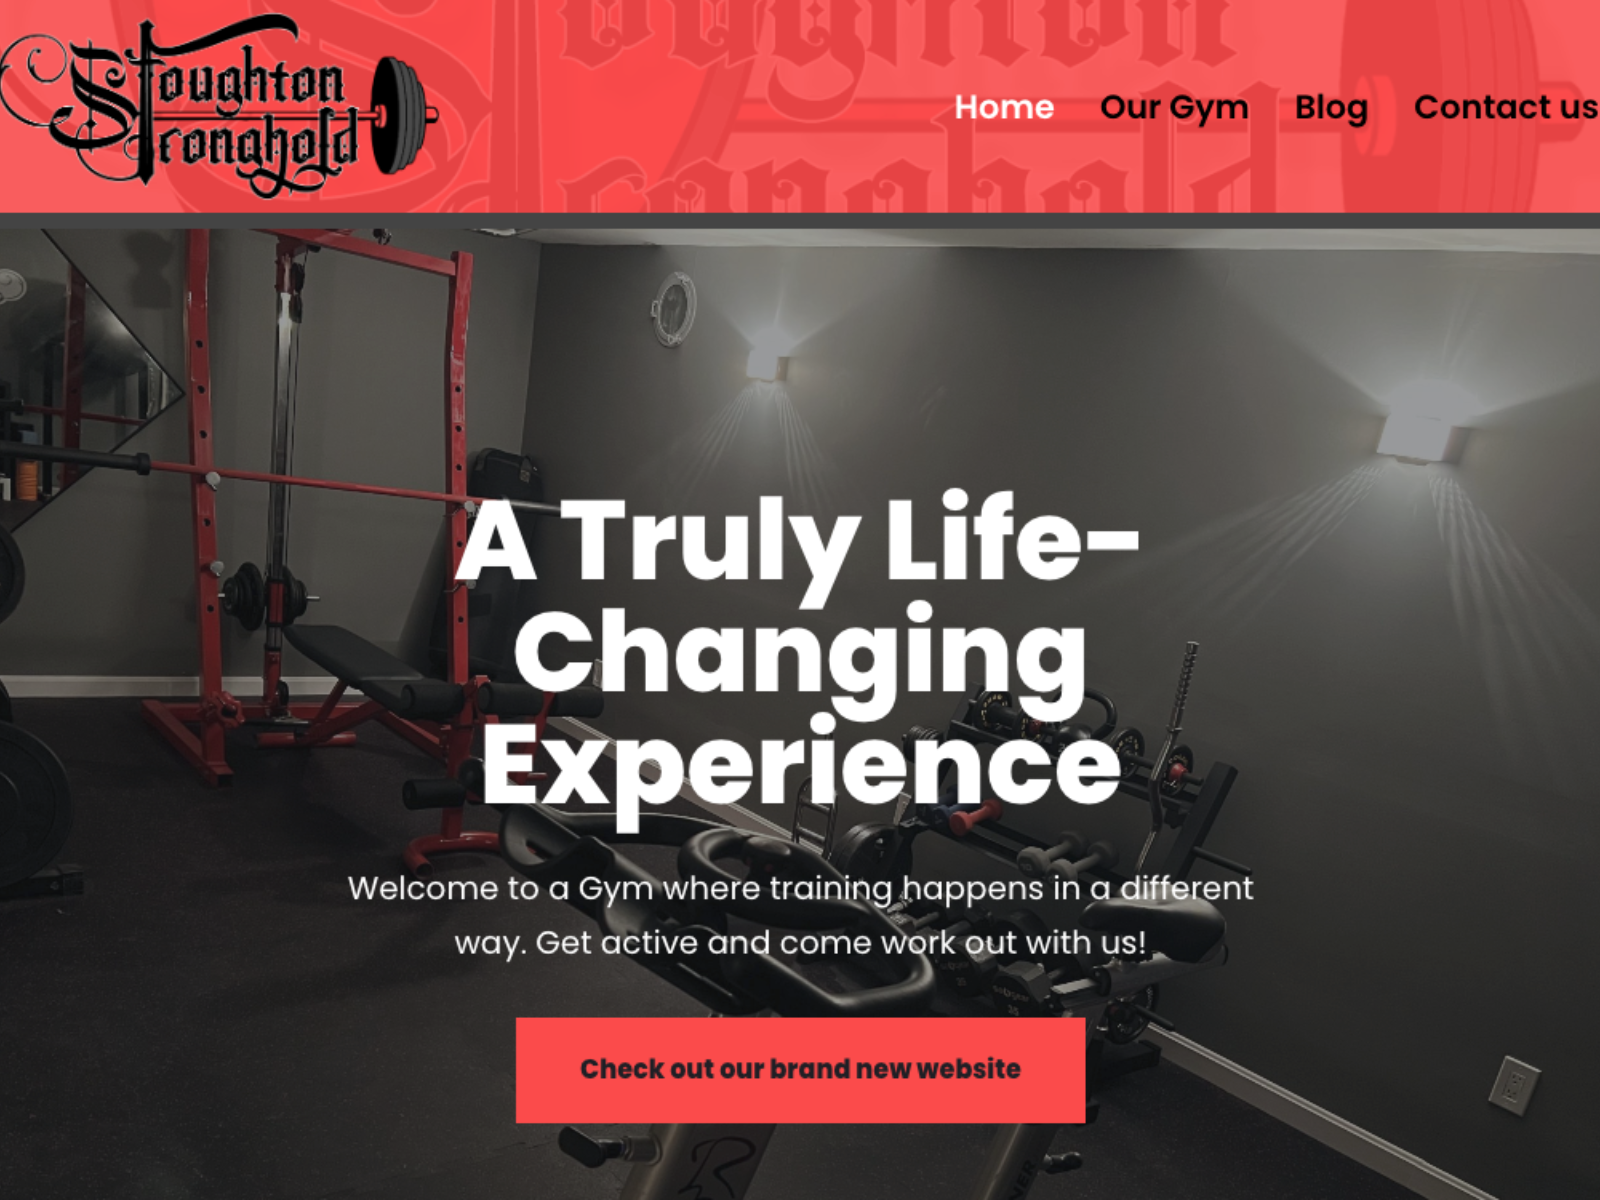 Stoughton
Stronghold
Home
Our Gym
Blog
Contact us
A Truly Life-
Changing
Experience
Welcome to a Gym where training happens in a different
way. Get active and come work out with us!
Check out our brand new website